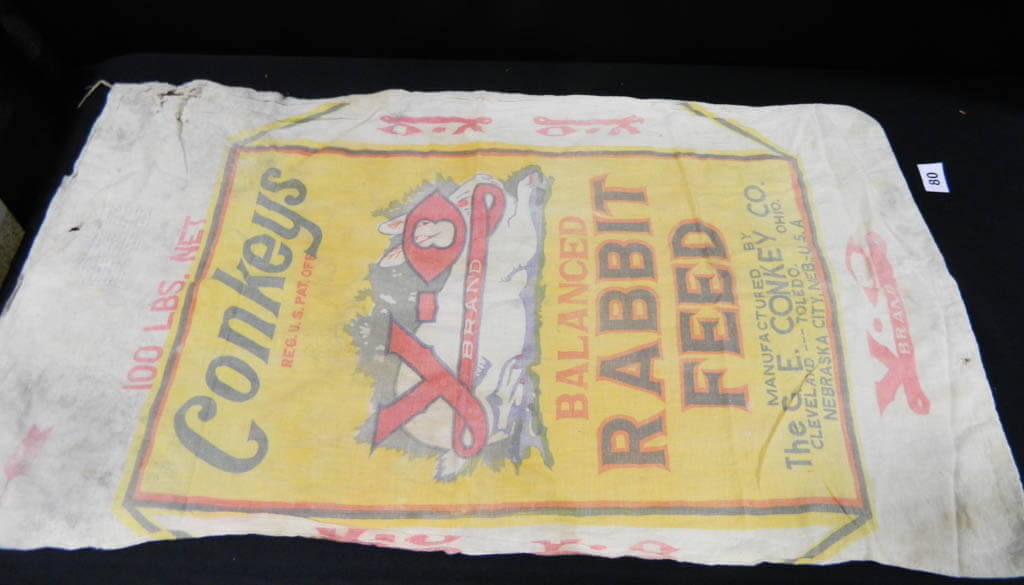 100 LBS. NET
Conkeys
REG. U.S. PAT. OFF.
Y-O
BRAND
BALANCED
RABBIT
FEED
MANUFACTURED BY
The G. E. CONKEY CO.
CLEVELAND --- TOLEDO, OHIO.
NEBRASKA CITY, NEB.-U.S.A
Y-O
BRAND
Y-O
Y-O
Y-O
Y-O
80